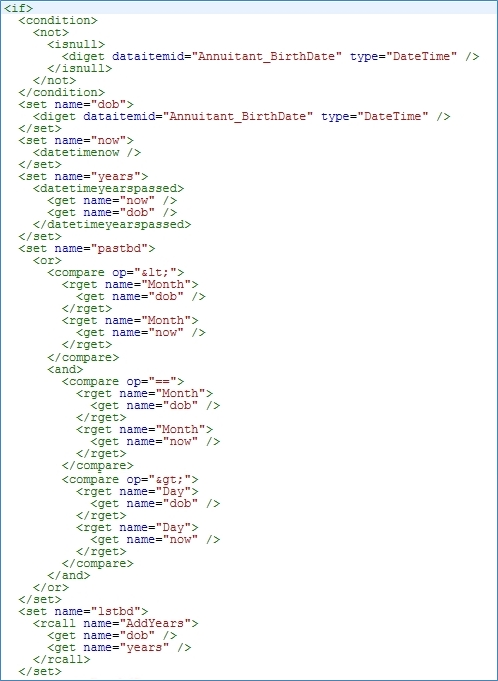 <if>
  <condition>
    <not>
      <isnull>
        <diget dataitemid="Annuitant_BirthDate" type="DateTime" />
      </isnull>
    </not>
  </condition>
  <set name="dob">
    <diget dataitemid="Annuitant_BirthDate" type="DateTime" />
  </set>
  <set name="now">
    <datetimenow />
  </set>
  <set name="years">
    <datetimeyearspassed>
      <get name="now" />
      <get name="dob" />
    </datetimeyearspassed>
  </set>
  <set name="pastbd">
    <or>
      <compare op="&lt;">
        <rget name="Month">
          <get name="dob" />
        </rget>
        <rget name="Month">
          <get name="now" />
        </rget>
      </compare>
      <and>
        <compare op="==">
          <rget name="Month">
            <get name="dob" />
          </rget>
          <rget name="Month">
            <get name="now" />
          </rget>
        </compare>
        <compare op="&gt;">
          <rget name="Day">
            <get name="dob" />
          </rget>
          <rget name="Day">
            <get name="now" />
          </rget>
        </compare>
      </and>
    </or>
  </set>
  <set name="lstbd">
    <rcall name="AddYears">
      <get name="dob" />
      <get name="years" />
    </rcall>
  </set>